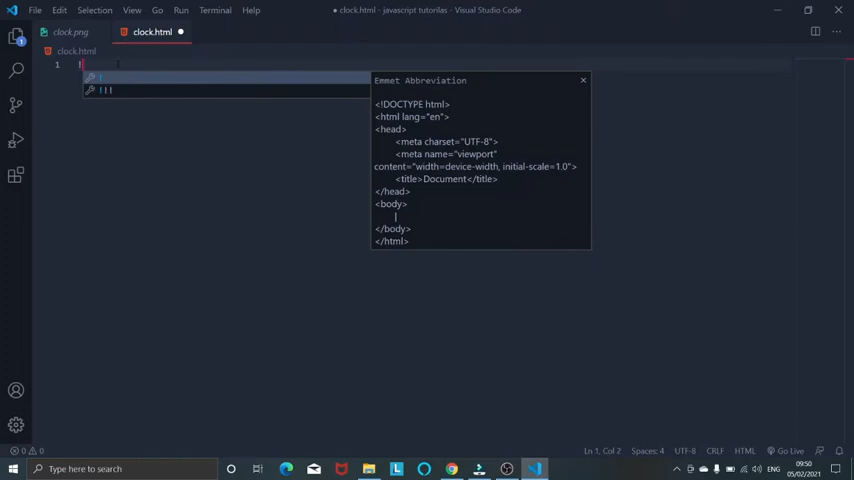 File Edit Selection View Go Run Terminal Help
● clock.html - javascript tutorilas - Visual Studio Code
clock.png
clock.html ●
clock.html
1 !
!
!!!
Emmet Abbreviation
<!DOCTYPE html>
<html lang="en">
<head>
<meta charset="UTF-8">
<meta name="viewport"
content="width=device-width, initial-scale=1.0">
<title>Document</title>
</head>
<body>
|
</body>
</html>
1
0 0
Ln 1, Col 2 Spaces: 4 UTF-8 CRLF HTML Go Live
Type here to search
ENG
09:50
05/02/2021